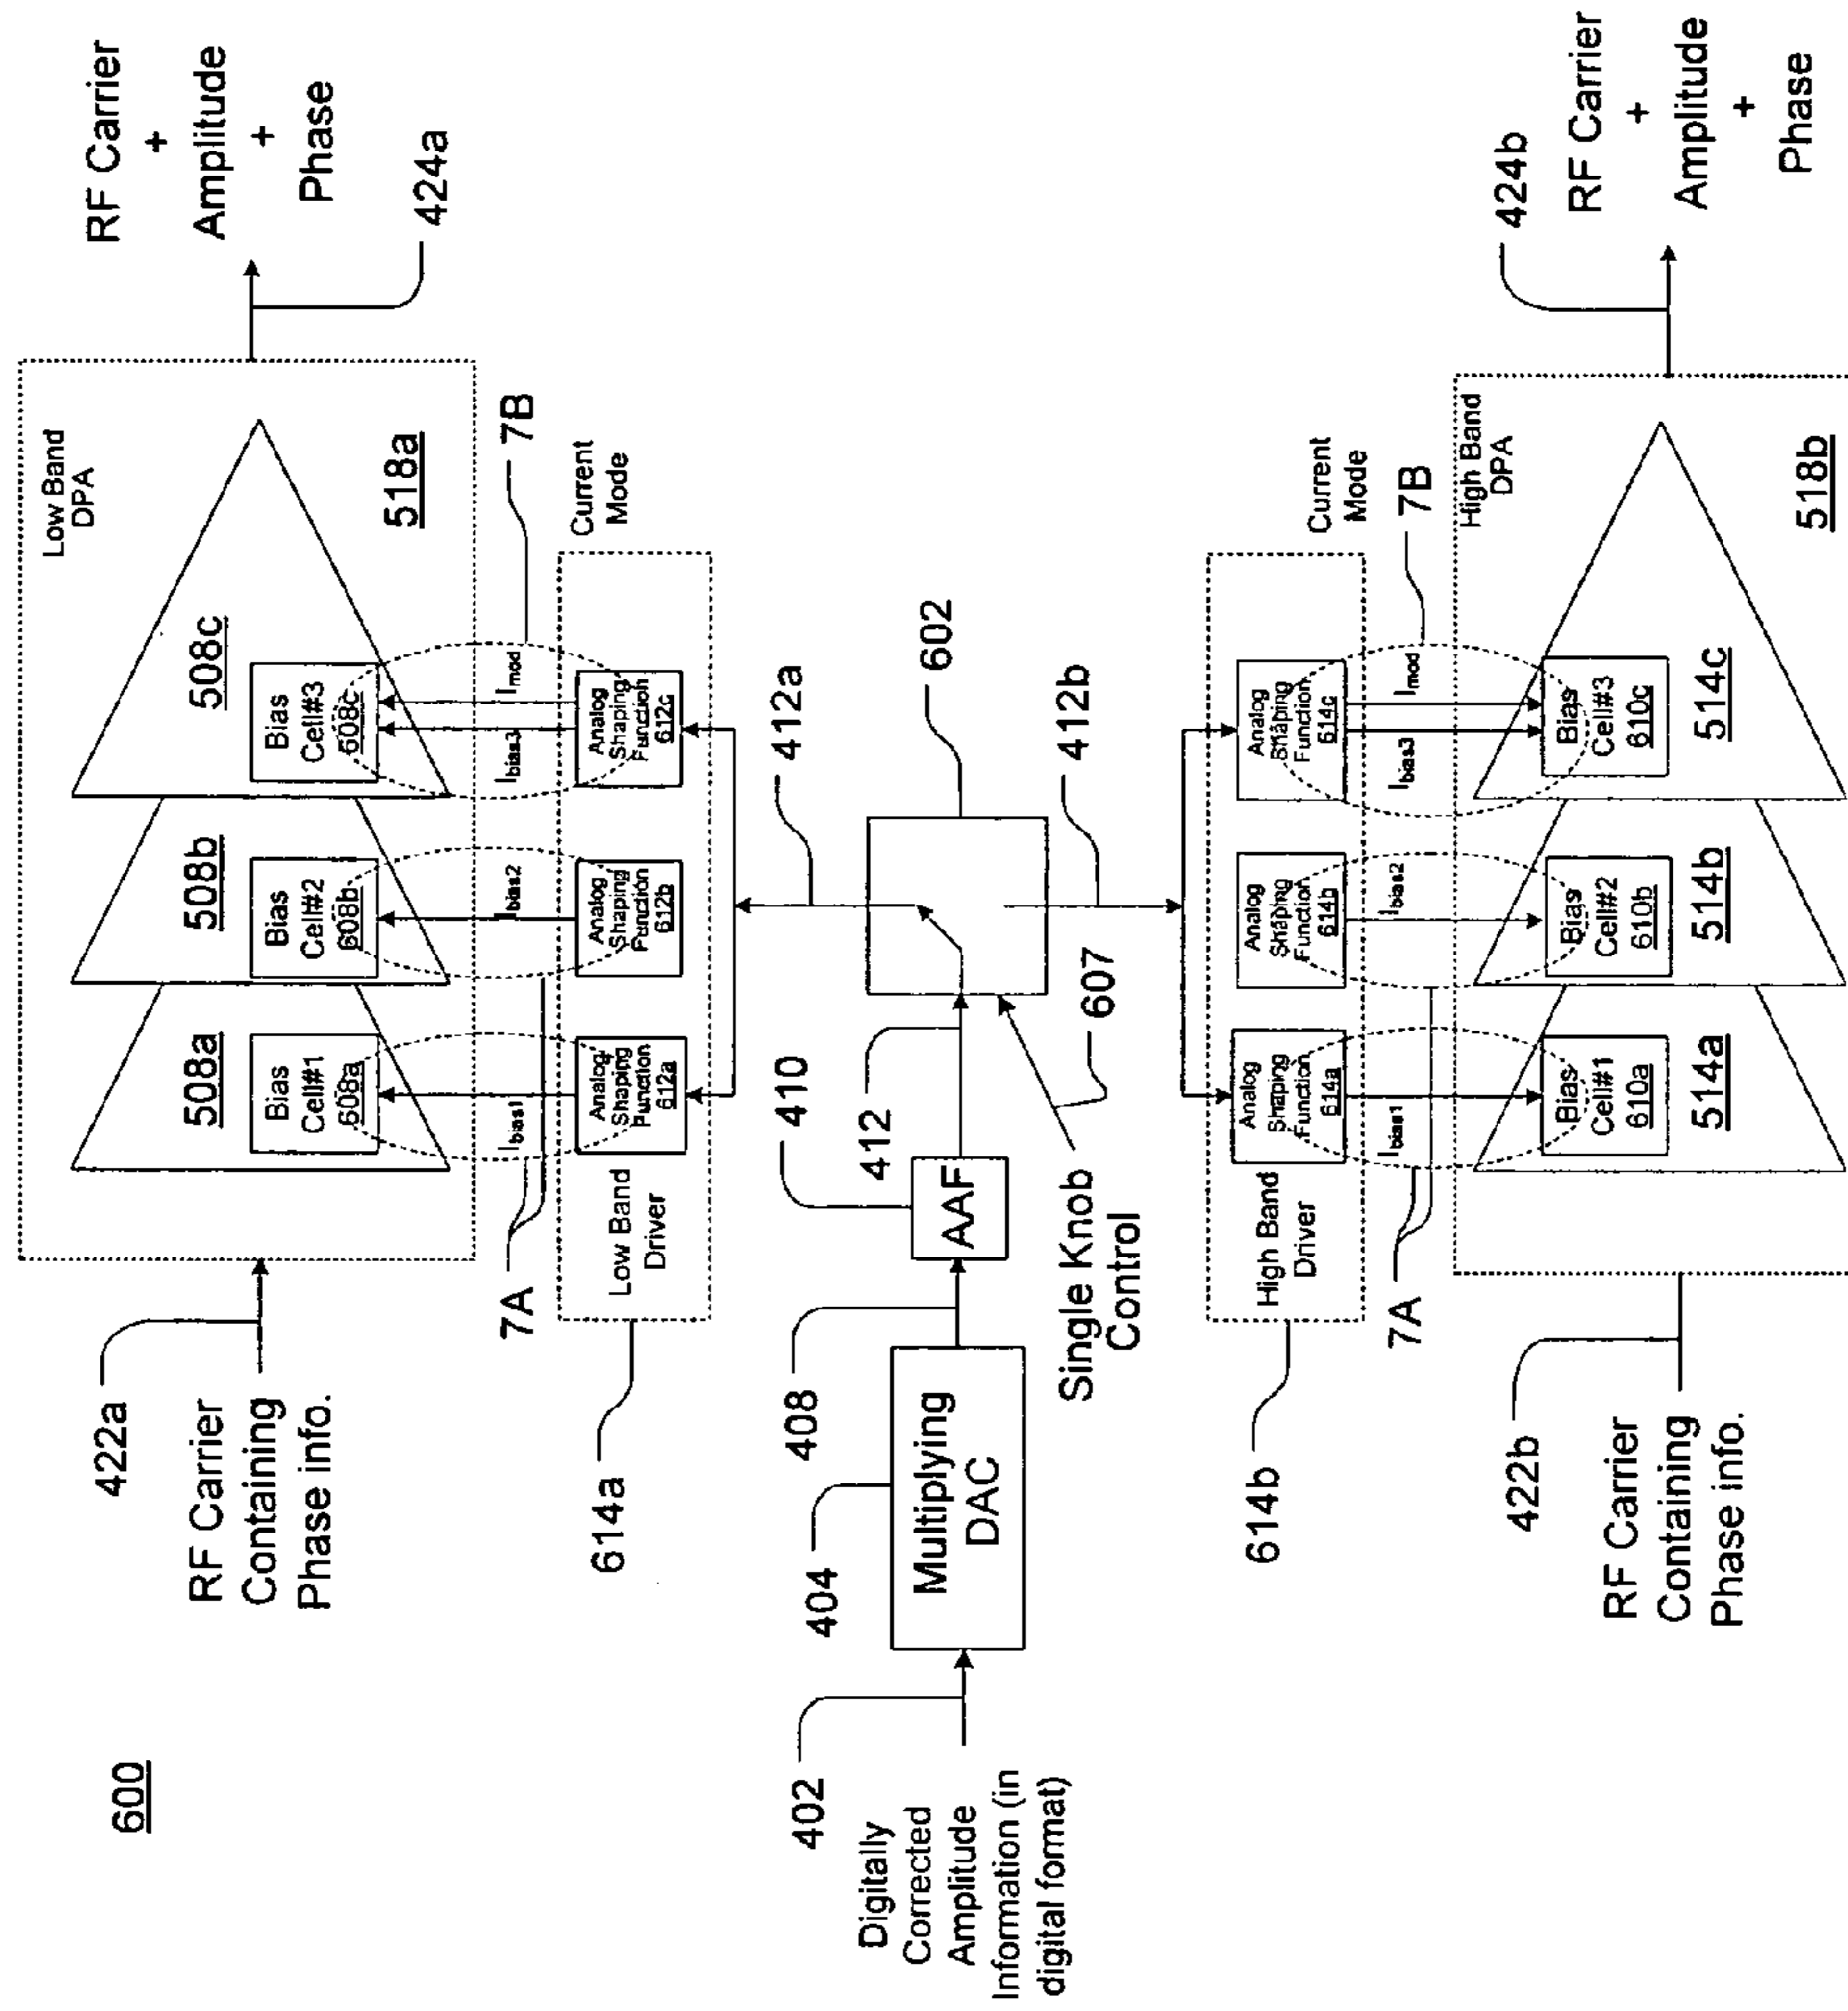 600
422a
RF Carrier
Containing
Phase info.
Low Band
DPA
508a
508b
508c
518a
Bias
Cell#1
608a
Bias
Cell#2
608b
Bias
Cell#3
608c
RF Carrier
+
Amplitude
+
Phase
424a
7A
Ibias1
Ibias2
Ibias3
Imod
7B
614a
Low Band
Driver
Analog
Shaping
Function
612a
Analog
Shaping
Function
612b
Analog
Shaping
Function
612c
Current
Mode
402
Digitally
Corrected
Amplitude
Information (in
digital format)
404
Multiplying
DAC
408
410
AAF
412
412a
602
412b
607
Single Knob
Control
614b
High Band
Driver
Analog
Shaping
Function
614a
Analog
Shaping
Function
614b
Analog
Shaping
Function
614c
Current
Mode
7A
Ibias1
Ibias2
Ibias3
Imod
7B
422b
RF Carrier
Containing
Phase info.
High Band
DPA
Bias
Cell#1
610a
Bias
Cell#2
610b
Bias
Cell#3
610c
514a
514b
514c
518b
424b
RF Carrier
+
Amplitude
+
Phase